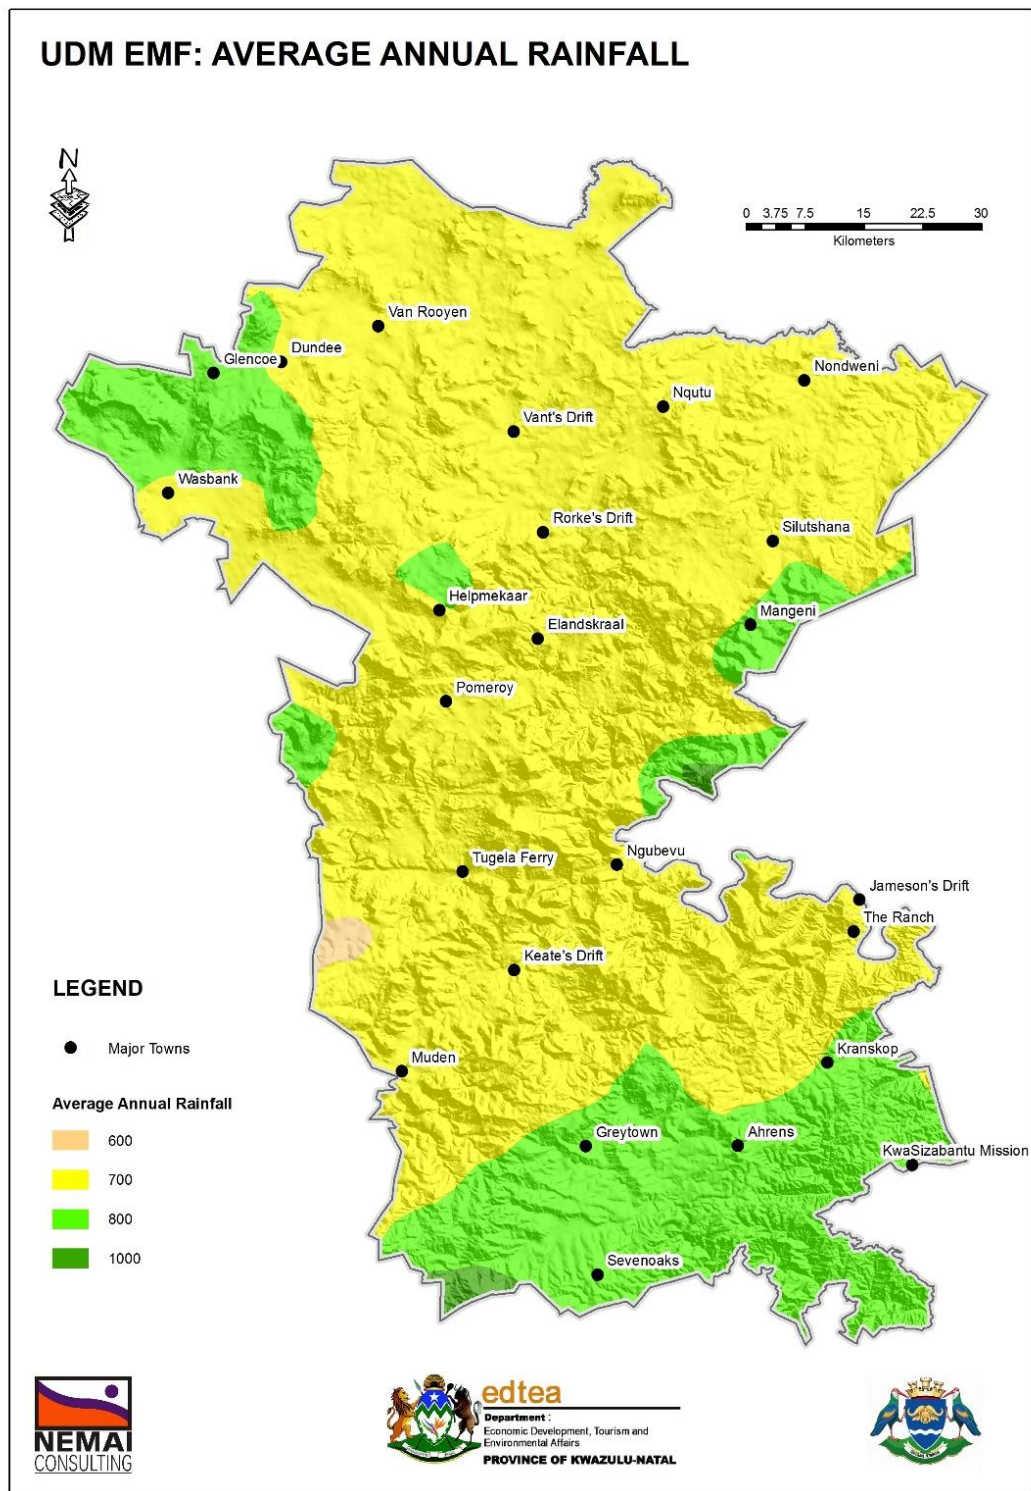 UDM EMF: AVERAGE ANNUAL RAINFALL
N
0 3.75 7.5 15 22.5 30
Kilometers
Van Rooyen
Dundee
Glencoe
Nondweni
Nqutu
Vant's Drift
Wasbank
Rorke's Drift
Silutshana
Helpmekaar
Mangeni
Elandskraal
Pomeroy
Tugela Ferry
Ngubevu
Jameson's Drift
The Ranch
Keate's Drift
Muden
Kranskop
Greytown
Ahrens
KwaSizabantu Mission
Sevenoaks
LEGEND
Major Towns
Average Annual Rainfall
600
700
800
1000
NEMAI
CONSULTING
edtea
Department :
Economic Development, Tourism and
Environmental Affairs
PROVINCE OF KWAZULU-NATAL